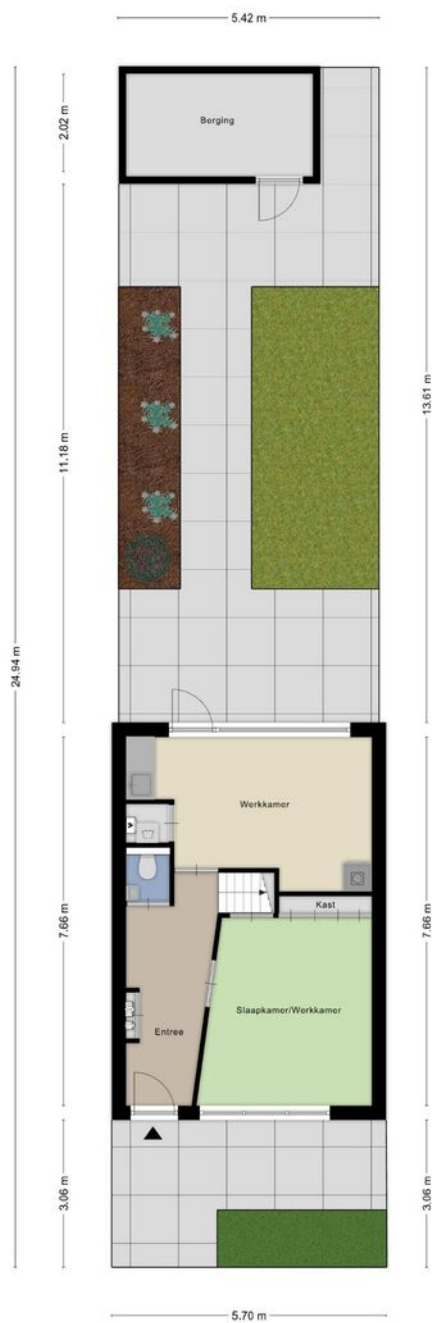 5.42 m
2.02 m
Berging
13.61 m
11.18 m
24.94 m
Werkkamer
7.66 m
7.66 m
Kast
Slaapkamer/Werkkamer
Entree
3.06 m
3.06 m
5.70 m